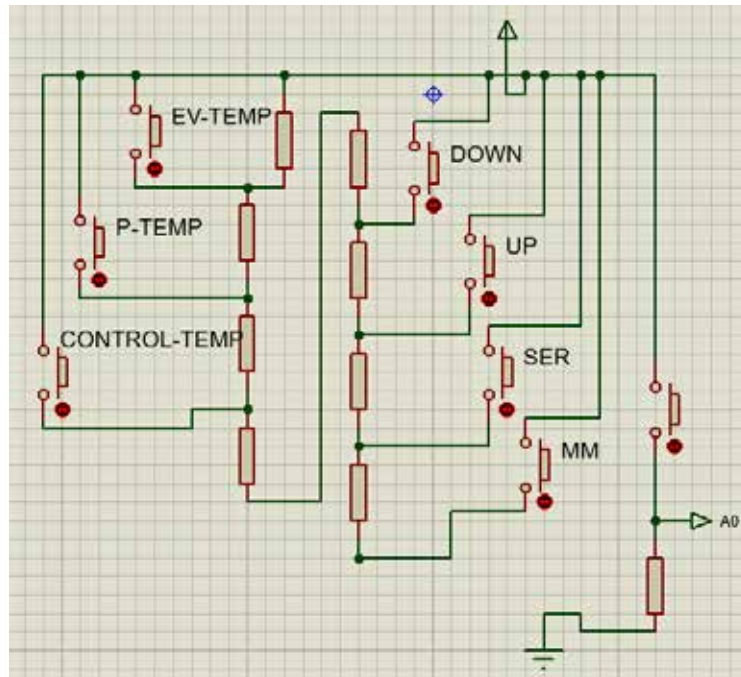 EV-TEMP
DOWN
P-TEMP
UP
CONTROL-TEMP
SER
MM
A0